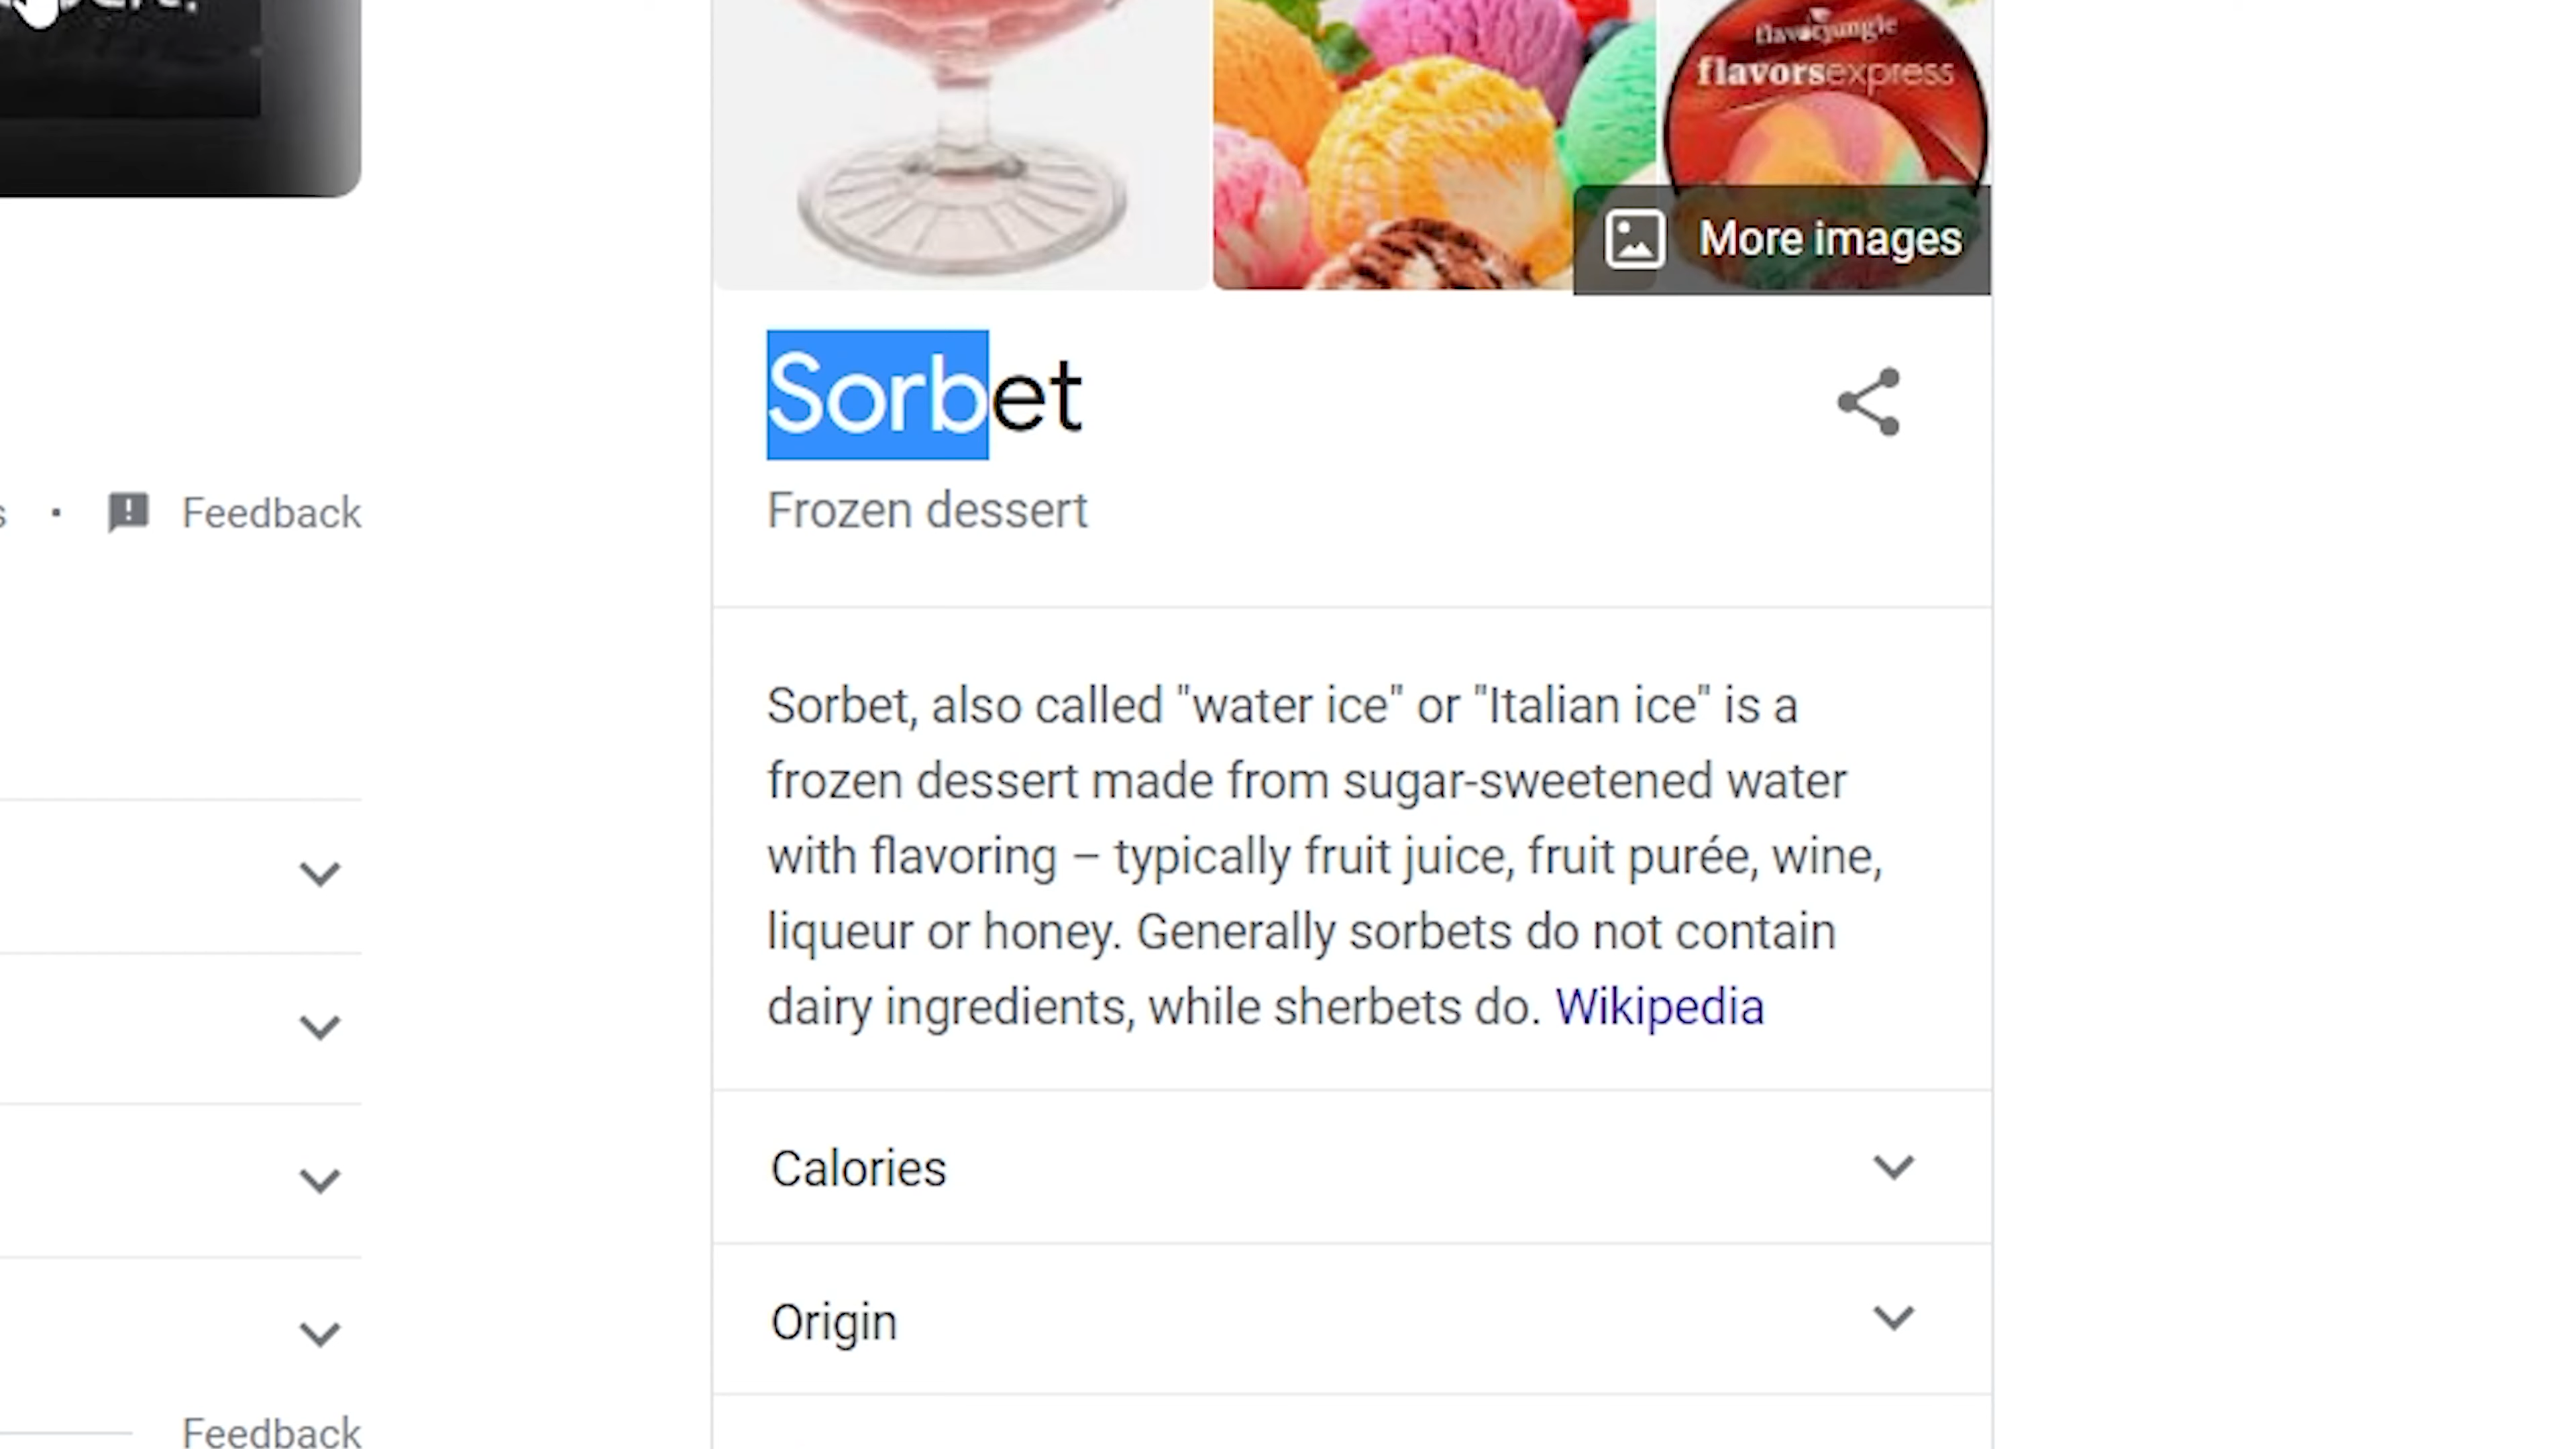 flavorjungle
flavorsexpress
More images
Sorbet
Frozen dessert
Feedback
Sorbet, also called "water ice" or "Italian ice" is a
frozen dessert made from sugar-sweetened water
with flavoring – typically fruit juice, fruit purée, wine,
liqueur or honey. Generally sorbets do not contain
dairy ingredients, while sherbets do. Wikipedia
Calories
Origin
Feedback